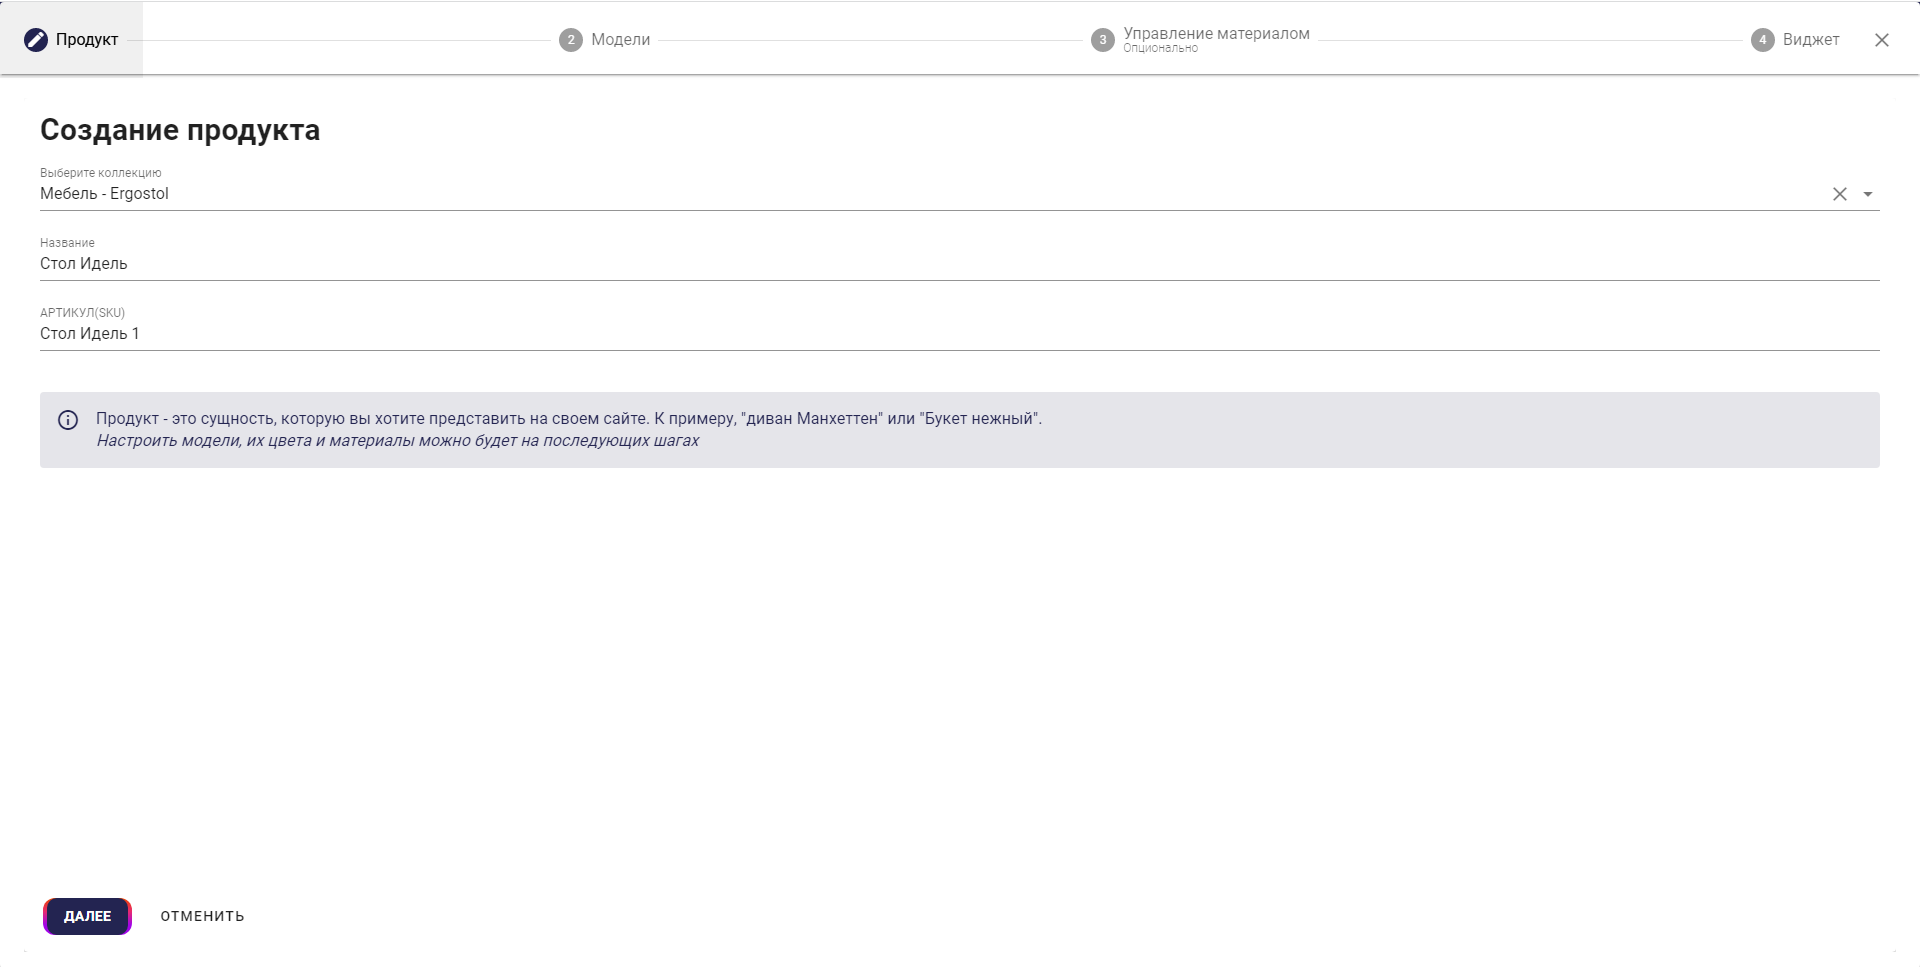 Продукт
2 Модели
3 Управление материалом
Опционально
4 Виджет
Создание продукта
Выберите коллекцию
Мебель - Ergostol
Название
Стол Идель
АРТИКУЛ(SKU)
Стол Идель 1
Продукт - это сущность, которую вы хотите представить на своем сайте. К примеру, "диван Манхеттен" или "Букет нежный".
Настроить модели, их цвета и материалы можно будет на последующих шагах
ДАЛЕЕ ОТМЕНИТЬ